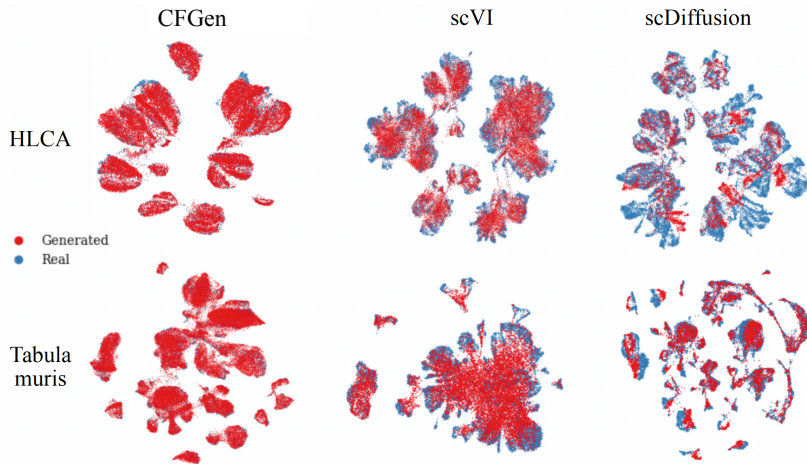 CFGen
scVI
scDiffusion
HLCA
Generated
Real
Tabula
muris